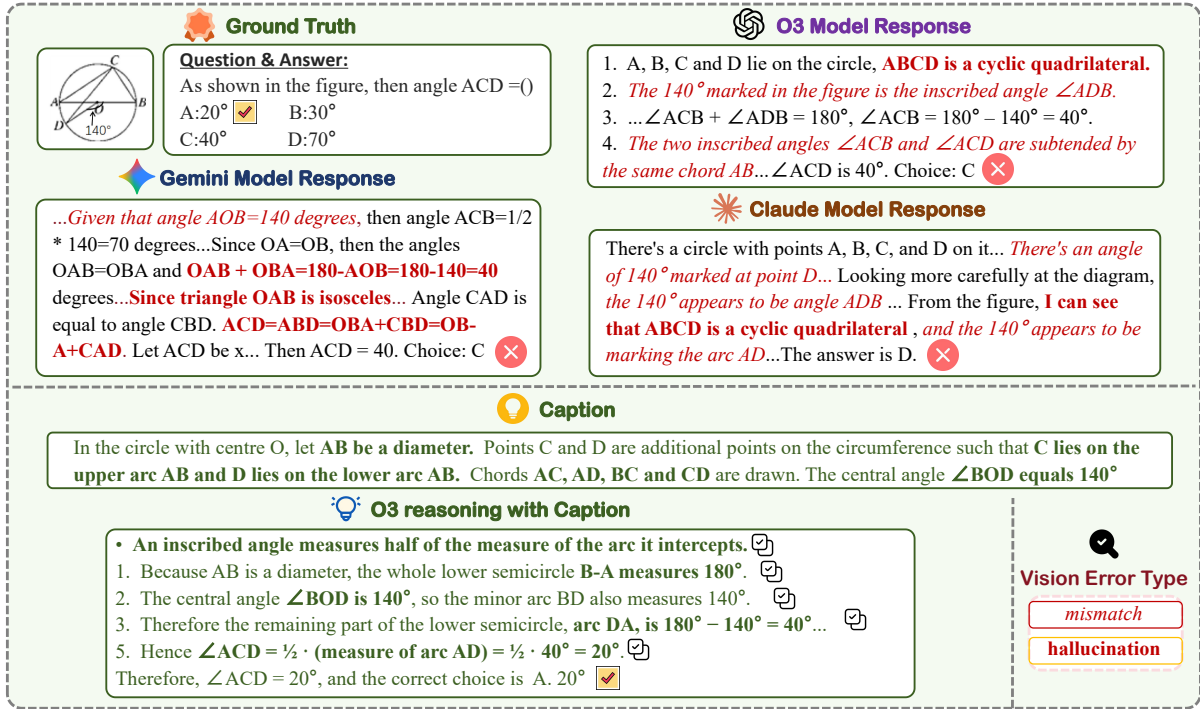 Ground Truth
C
A
B
O
D
140°
Question & Answer:
As shown in the figure, then angle ACD =()
A:20° B:30°
C:40° D:70°
O3 Model Response
1. A, B, C and D lie on the circle, ABCD is a cyclic quadrilateral.
2. The 140° marked in the figure is the inscribed angle ∠ADB.
3. ...∠ACB + ∠ADB = 180°, ∠ACB = 180° – 140° = 40°.
4. The two inscribed angles ∠ACB and ∠ACD are subtended by
the same chord AB...∠ACD is 40°. Choice: C
Gemini Model Response
...Given that angle AOB=140 degrees, then angle ACB=1/2
* 140=70 degrees...Since OA=OB, then the angles
OAB=OBA and OAB + OBA=180-AOB=180-140=40
degrees...Since triangle OAB is isosceles... Angle CAD is
equal to angle CBD. ACD=ABD=OBA+CBD=OB-
A+CAD. Let ACD be x... Then ACD = 40. Choice: C
Claude Model Response
There's a circle with points A, B, C, and D on it... There's an angle
of 140° marked at point D... Looking more carefully at the diagram,
the 140° appears to be angle ADB ... From the figure, I can see
that ABCD is a cyclic quadrilateral , and the 140° appears to be
marking the arc AD...The answer is D.
Caption
In the circle with centre O, let AB be a diameter. Points C and D are additional points on the circumference such that C lies on the
upper arc AB and D lies on the lower arc AB. Chords AC, AD, BC and CD are drawn. The central angle ∠BOD equals 140°
O3 reasoning with Caption
• An inscribed angle measures half of the measure of the arc it intercepts.
1. Because AB is a diameter, the whole lower semicircle B-A measures 180°.
2. The central angle ∠BOD is 140°, so the minor arc BD also measures 140°.
3. Therefore the remaining part of the lower semicircle, arc DA, is 180° − 140° = 40°...
5. Hence ∠ACD = ½ · (measure of arc AD) = ½ · 40° = 20°.
Therefore, ∠ACD = 20°, and the correct choice is A. 20°
Vision Error Type
mismatch
hallucination